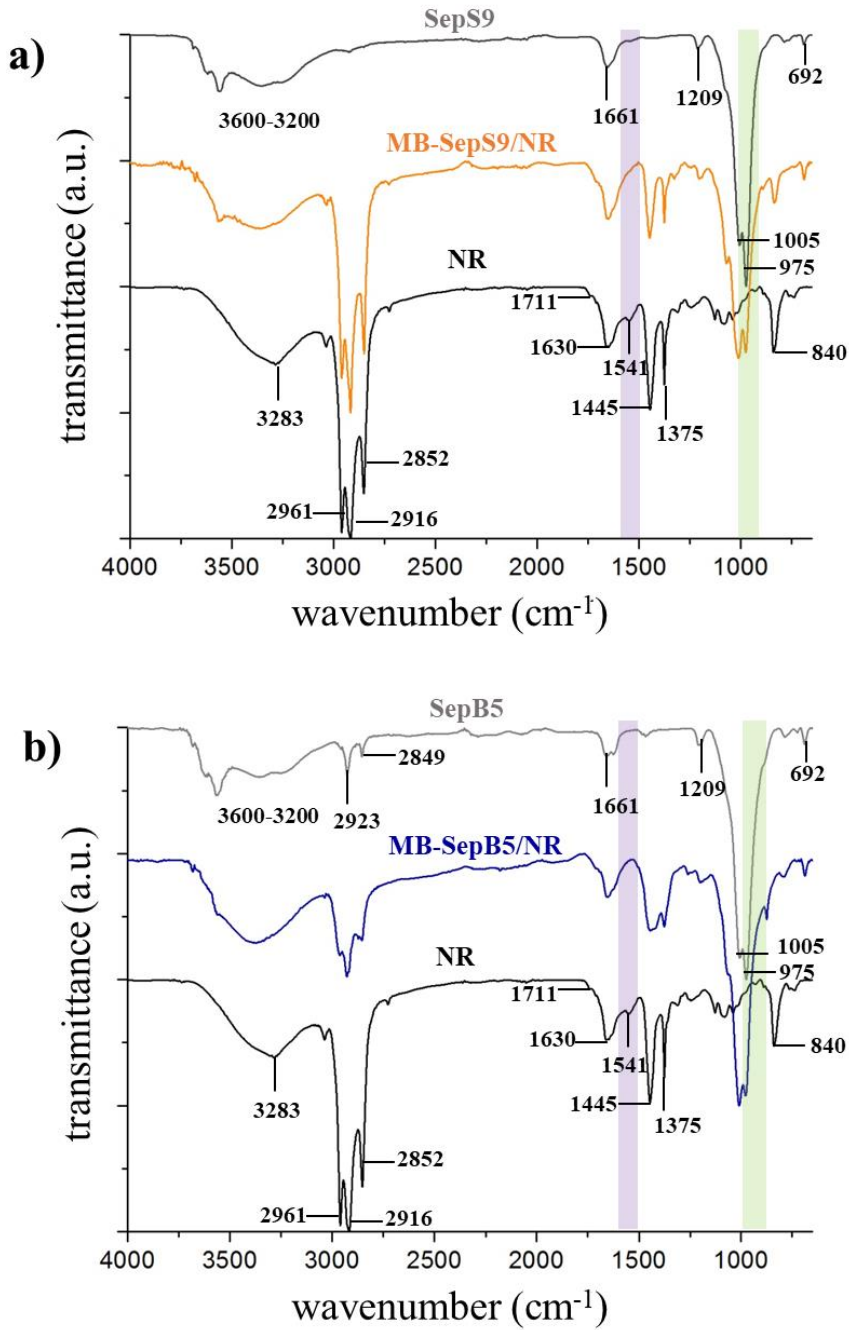 SepS9
a)
3600-3200
1661
1209
692
MB-SepS9/NR
1005
975
NR
1711
1630
1541
840
3283
1445
1375
2852
2961
2916
transmittance (a.u.)
4000 3500 3000 2500 2000 1500 1000
wavenumber (cm-1)
SepB5
b)
2849
3600-3200
2923
1661
1209
692
MB-SepB5/NR
1005
975
NR
1711
1630
1541
840
3283
1445
1375
2852
2961
2916
transmittance (a.u.)
4000 3500 3000 2500 2000 1500 1000
wavenumber (cm-1)